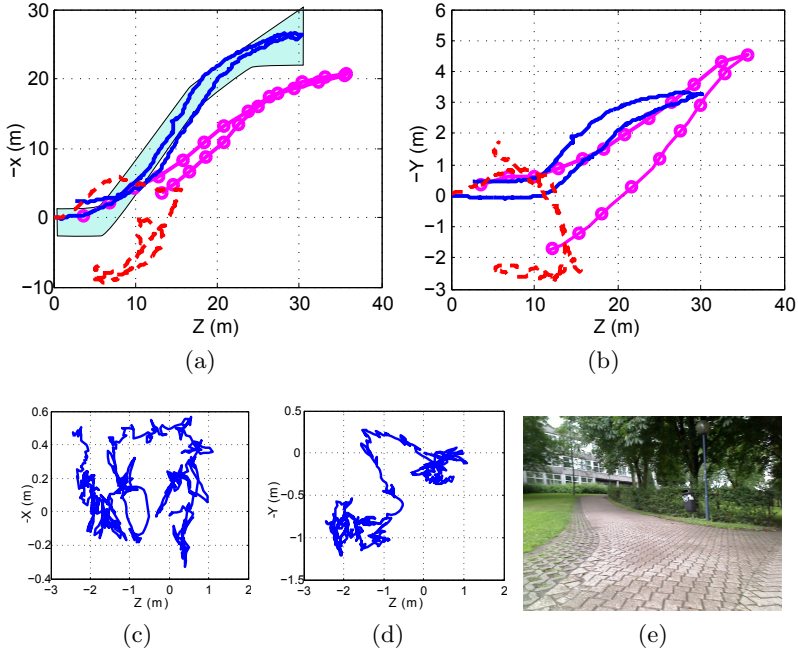 30
20
10
0
−10
0 10 20 30 40
−x (m)
Z (m)
(a)
6
5
4
3
2
1
0
−1
−2
−3
0 10 20 30 40
−Y (m)
Z (m)
(b)
0.6
0.4
0.2
0
−0.2
−0.4
−3 −2 −1 0 1 2
-X (m)
Z (m)
(c)
0.5
0
−0.5
−1
−1.5
−3 −2 −1 0 1 2
-Y (m)
Z (m)
(d)
(e)